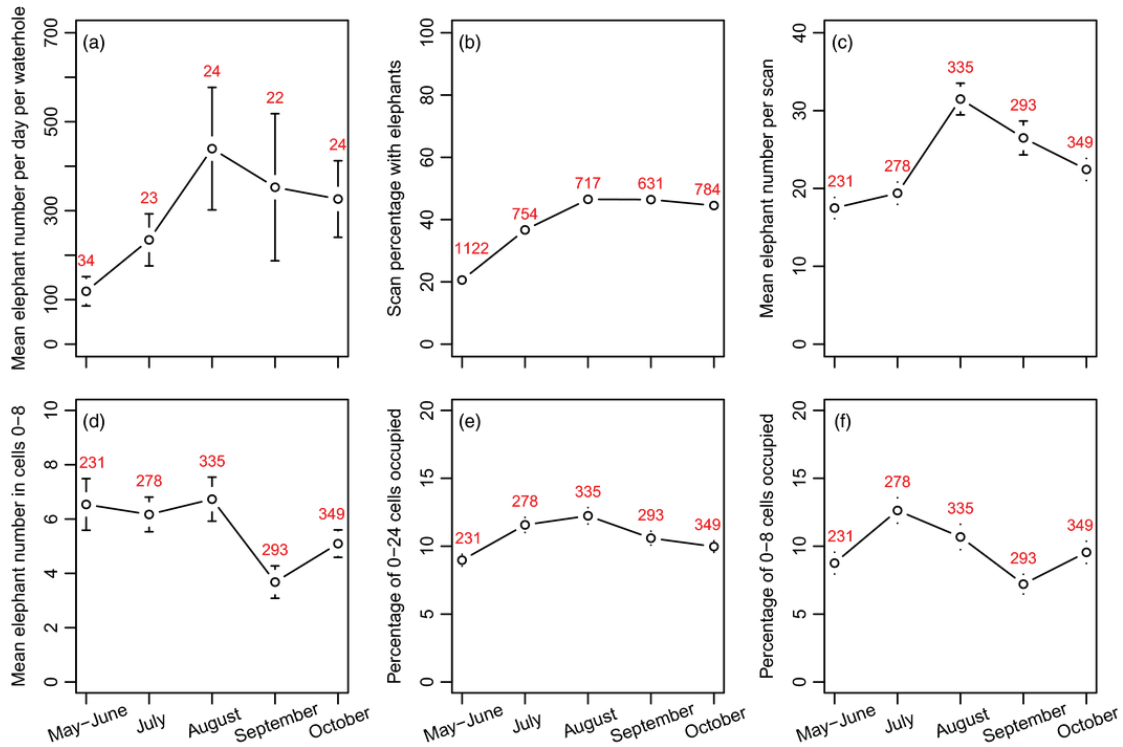 (a)
Mean elephant number per day per waterhole
700
500
300
100
0
34
23
24
22
24
(b)
Scan percentage with elephants
100
80
60
40
20
0
1122
754
717
631
784
(c)
Mean elephant number per scan
40
30
20
10
0
231
278
335
293
349
(d)
Mean elephant number in cells 0−8
10
8
6
4
2
0
231
278
335
293
349
May−June
July
August
September
October
(e)
Percentage of 0−24 cells occupied
20
15
10
5
0
231
278
335
293
349
May−June
July
August
September
October
(f)
Percentage of 0−8 cells occupied
20
15
10
5
0
231
278
335
293
349
May−June
July
August
September
October